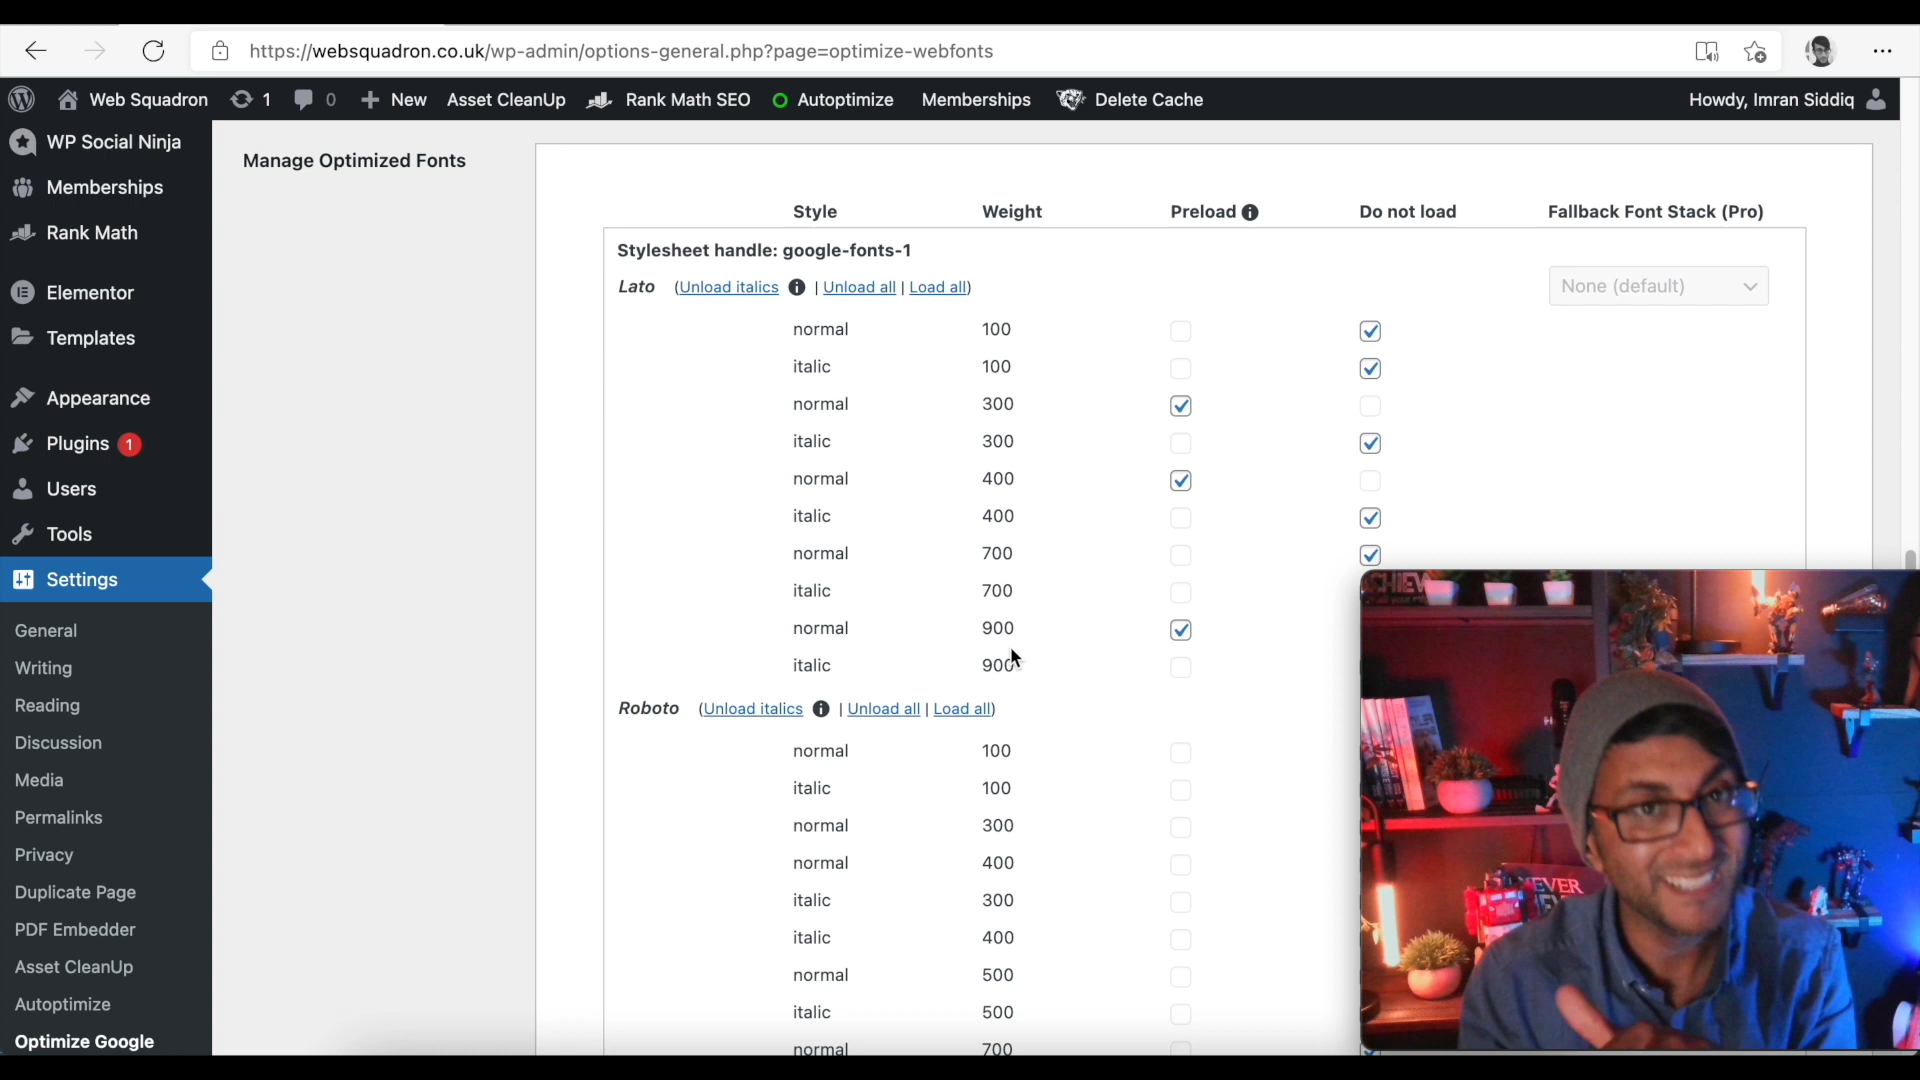 https://websquadron.co.uk/wp-admin/options-general.php?page=optimize-webfonts
Web Squadron 1 0 New Asset CleanUp Rank Math SEO Autoptimize Memberships Delete Cache Howdy, Imran Siddiq
WP Social Ninja
Memberships
Rank Math
Elementor
Templates
Appearance
Plugins 1
Users
Tools
Settings
General
Writing
Reading
Discussion
Media
Permalinks
Privacy
Duplicate Page
PDF Embedder
Asset CleanUp
Autoptimize
Optimize Google
Manage Optimized Fonts
Style Weight Preload Do not load Fallback Font Stack (Pro)
Stylesheet handle: google-fonts-1
Lato (Unload italics | Unload all | Load all) None (default)
normal 100
italic 100
normal 300
italic 300
normal 400
italic 400
normal 700
italic 700
normal 900
italic 900
Roboto (Unload italics | Unload all | Load all)
normal 100
italic 100
normal 300
normal 400
italic 300
italic 400
normal 500
italic 500
normal 700
EVER